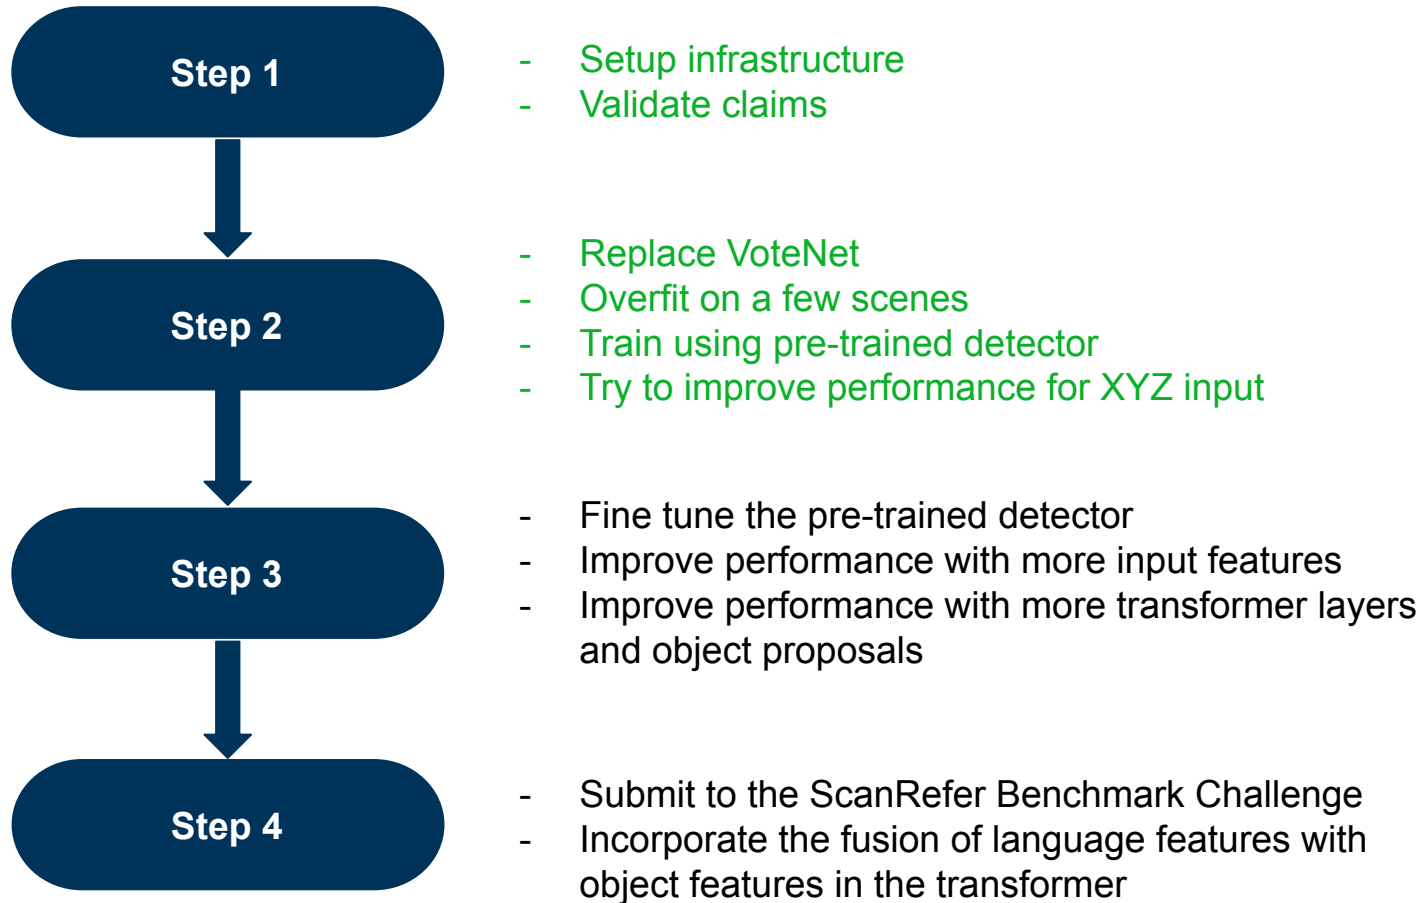 Step 1
- Setup infrastructure
- Validate claims
Step 2
- Replace VoteNet
- Overfit on a few scenes
- Train using pre-trained detector
- Try to improve performance for XYZ input
Step 3
- Fine tune the pre-trained detector
- Improve performance with more input features
- Improve performance with more transformer layers
and object proposals
Step 4
- Submit to the ScanRefer Benchmark Challenge
- Incorporate the fusion of language features with
object features in the transformer